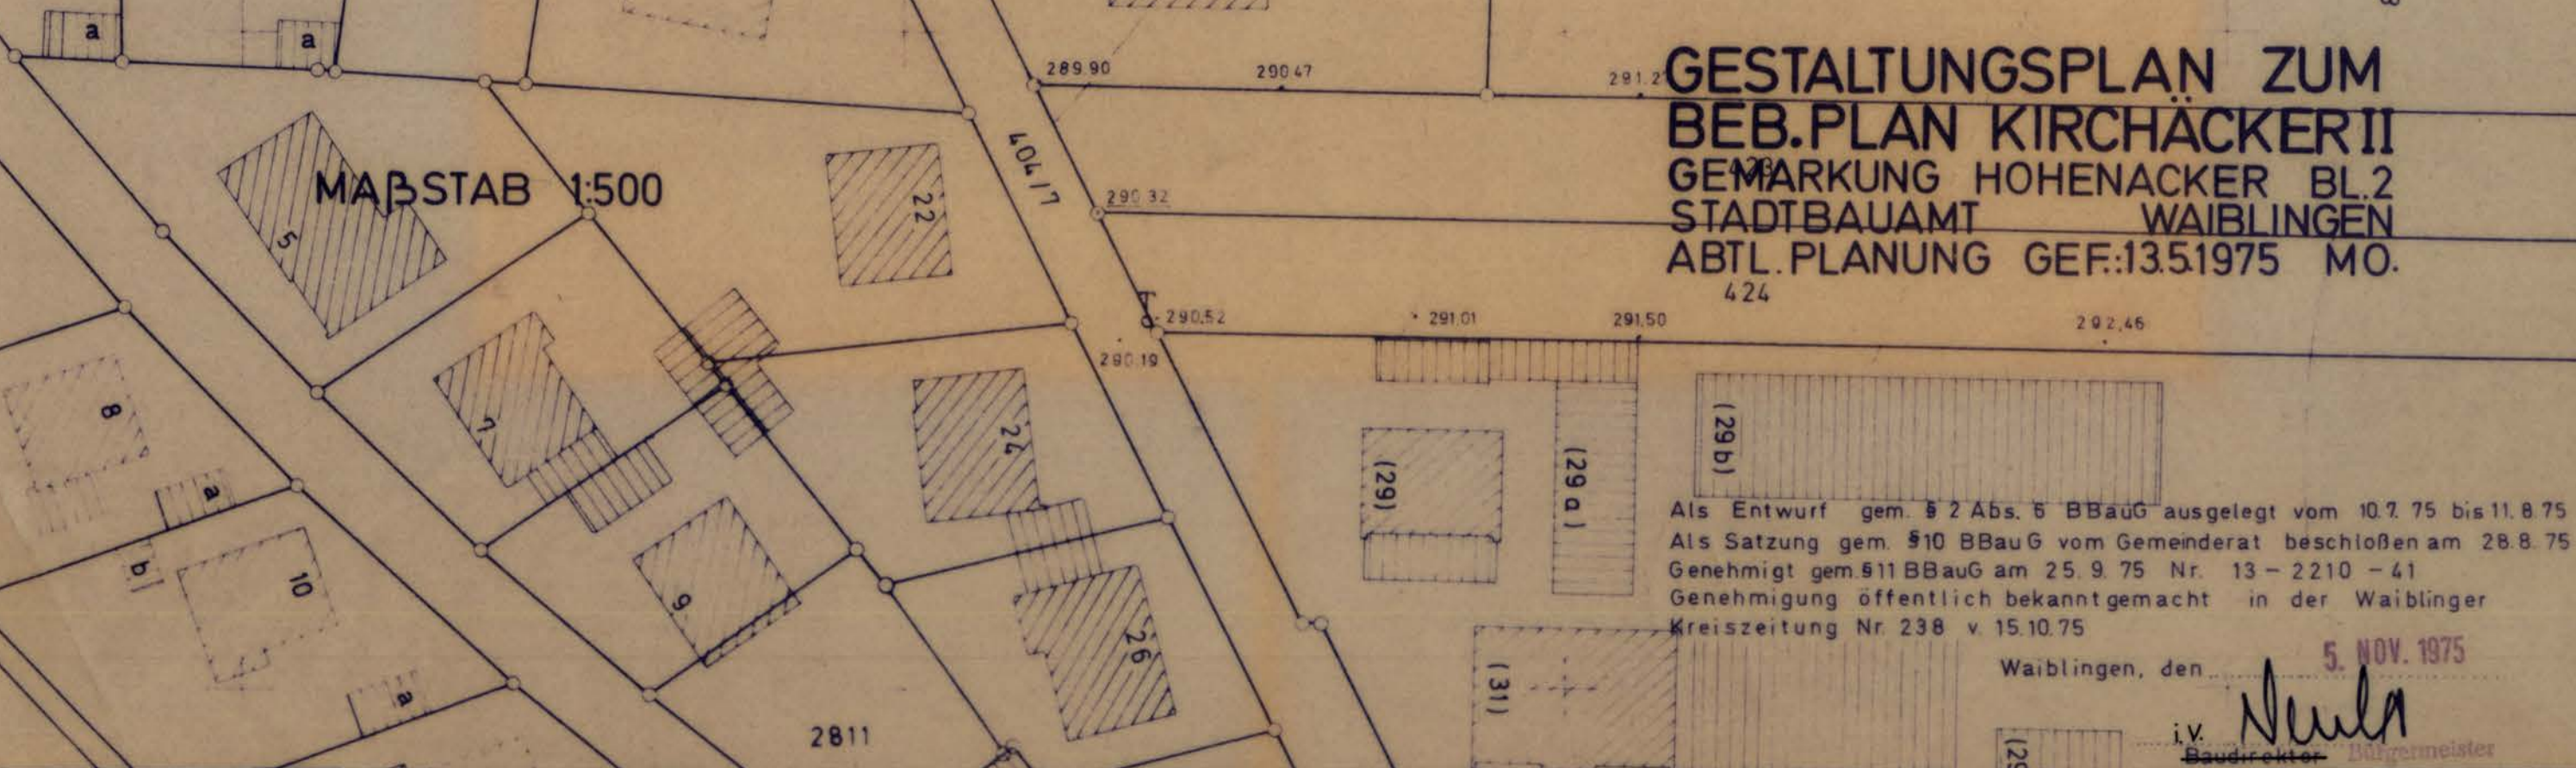 a
a
289.90
290.47
GESTALTUNGSPLAN ZUM
BEB.PLAN KIRCHÄCKER II
GEMARKUNG HOHENACKER BL.2
STADTBAUAMT WAIBLINGEN
ABTL. PLANUNG GEF.:13.5.1975 MO.
404/7
MAßSTAB 1:500
290.32
5
22
424
290.52
291.01
291.50
292.46
290.19
8
7
24
(29)
(29a)
(29b)
a
b
10
9
26
a
2811
(31)
Als Entwurf gem. § 2 Abs. 6 BBauG ausgelegt vom 10.7.75 bis 11.8.75
Als Satzung gem. §10 BBauG vom Gemeinderat beschloßen am 28.8.75
Genehmigt gem.§11 BBauG am 25.9.75 Nr. 13-2210-41
Genehmigung öffentlich bekannt gemacht in der Waiblinger
Kreiszeitung Nr. 238 v. 15.10.75
Waiblingen, den 5. NOV. 1975
i.V.
Baudirektor Bürgermeister